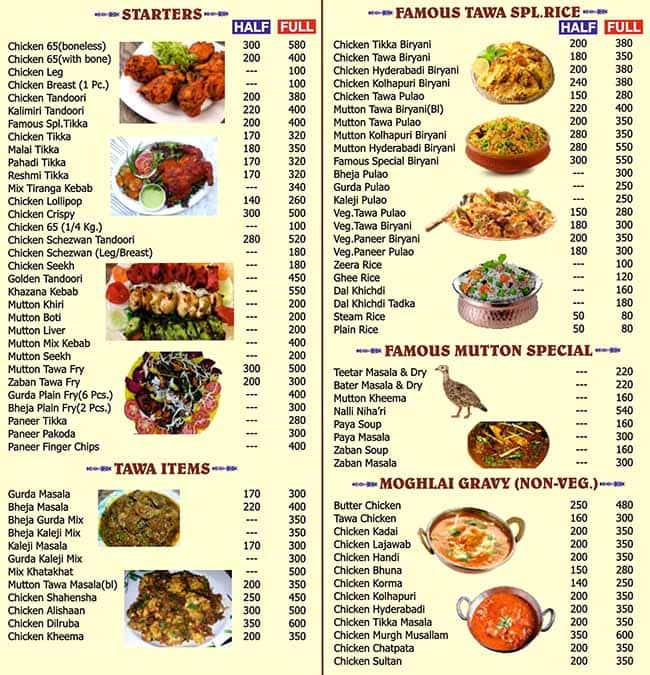 STARTERS
HALF FULL
Chicken 65(boneless) 300 580
Chicken 65(with bone) 200 400
Chicken Leg --- 100
Chicken Breast (1 Pc.) --- 100
Chicken Tandoori 200 380
Kalimiri Tandoori 220 400
Famous Spl.Tikka 200 400
Chicken Tikka 170 320
Malai Tikka 180 350
Pahadi Tikka 170 320
Reshmi Tikka 170 320
Mix Tiranga Kebab --- 340
Chicken Lollipop 140 260
Chicken Crispy 300 500
Chicken 65 (1/4 Kg.) --- 100
Chicken Schezwan Tandoori 280 520
Chicken Schezwan (Leg/Breast) --- 180
Chicken Seekh --- 180
Golden Tandoori --- 450
Khazana Kebab --- 550
Mutton Khiri --- 200
Mutton Boti --- 200
Mutton Liver --- 200
Mutton Mix Kebab --- 400
Mutton Seekh --- 200
Mutton Tawa Fry 300 500
Zaban Tawa Fry 200 300
Gurda Plain Fry(6 Pcs.) --- 300
Bheja Plain Fry(2 Pcs.) --- 300
Paneer Tikka --- 280
Paneer Pakoda --- 300
Paneer Finger Chips --- 400
TAWA ITEMS
Gurda Masala 170 300
Bheja Masala 220 400
Bheja Gurda Mix --- 350
Bheja Kaleji Mix --- 350
Kaleji Masala 170 300
Gurda Kaleji Mix --- 300
Mix Khatakhat --- 500
Mutton Tawa Masala(bl) 200 350
Chicken Shahensha 250 450
Chicken Alishaan 300 500
Chicken Dilruba 350 600
Chicken Kheema 200 350
FAMOUS TAWA SPL.RICE
HALF FULL
Chicken Tikka Biryani 200 380
Chicken Tawa Biryani 180 350
Chicken Hyderabadi Biryani 200 380
Chicken Kolhapuri Biryani 240 380
Chicken Tawa Pulao 150 280
Mutton Tawa Biryani(Bl) 220 400
Mutton Tawa Pulao 200 350
Mutton Kolhapuri Biryani 280 350
Mutton Hyderabadi Biryani 280 550
Famous Special Biryani 300 550
Bheja Pulao --- 350
Gurda Pulao --- 250
Kaleji Pulao --- 250
Veg.Tawa Pulao 150 280
Veg.Tawa Biryani 180 300
Veg.Paneer Biryani 200 350
Veg.Paneer Pulao 180 300
Zeera Rice --- 100
Ghee Rice --- 120
Dal Khichdi --- 160
Dal Khichdi Tadka --- 180
Steam Rice 50 80
Plain Rice 50 80
FAMOUS MUTTON SPECIAL
Teetar Masala & Dry --- 220
Bater Masala & Dry --- 220
Mutton Kheema --- 160
Nalli Niha'ri --- 540
Paya Soup --- 160
Paya Masala --- 300
Zaban Soup --- 160
Zaban Masala --- 300
MOGHLAI GRAVY (NON-VEG.)
Butter Chicken 250 480
Tawa Chicken 160 300
Chicken Kadai 200 350
Chicken Lajawab 200 350
Chicken Handi 200 350
Chicken Bhuna 150 280
Chicken Korma 140 250
Chicken Kolhapuri 200 350
Chicken Hyderabadi 200 350
Chicken Tikka Masala 200 350
Chicken Murgh Musallam 350 600
Chicken Chatpata 200 350
Chicken Sultan 200 350